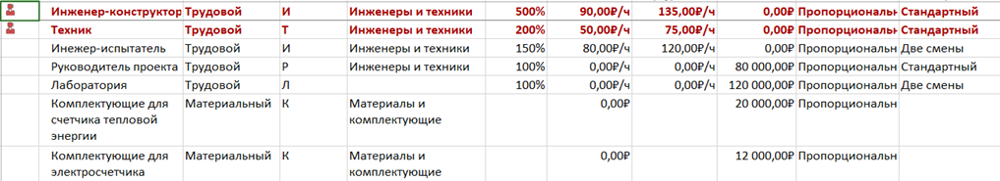 Инженер-конструктор Трудовой И Инженеры и техники 500% 90,00₽/ч 135,00₽/ч 0,00₽ Пропорциональн Стандартный
Техник Трудовой Т Инженеры и техники 200% 50,00₽/ч 75,00₽/ч 0,00₽ Пропорциональн Стандартный
Инежер-испытатель Трудовой И Инженеры и техники 150% 80,00₽/ч 120,00₽/ч 0,00₽ Пропорциональн Две смены
Руководитель проекта Трудовой Р Инженеры и техники 100% 0,00₽/ч 0,00₽/ч 80 000,00₽ Пропорциональн Стандартный
Лаборатория Трудовой Л 100% 0,00₽/ч 0,00₽/ч 120 000,00₽ Пропорциональн Две смены
Комплектующие для Материальный К Материалы и 0,00₽ 20 000,00₽ Пропорциональн
счетчика тепловой комплектующие
энергии
Комплектующие для Материальный К Материалы и 0,00₽ 12 000,00₽ Пропорциональн
электросчетчика комплектующие